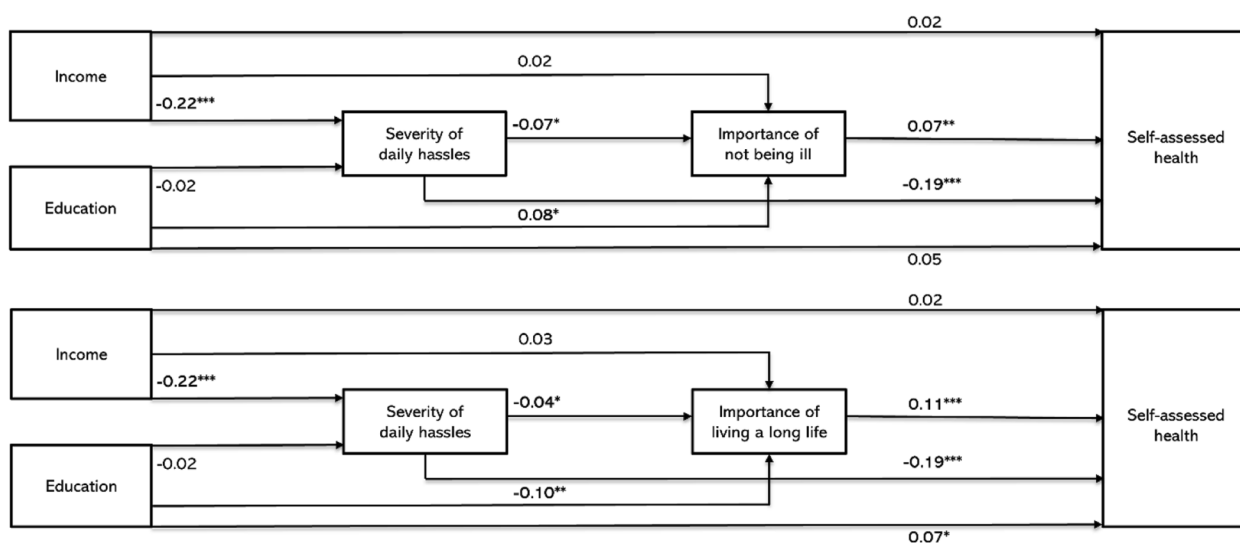 0.02
Income
0.02
-0.22***
Severity of
daily hassles
-0.07*
Importance of
not being ill
0.07**
Self-assessed
health
-0.02
Education
0.08*
-0.19***
0.05
0.02
Income
0.03
-0.22***
Severity of
daily hassles
-0.04*
Importance of
living a long life
0.11***
Self-assessed
health
-0.02
Education
-0.10**
-0.19***
0.07*